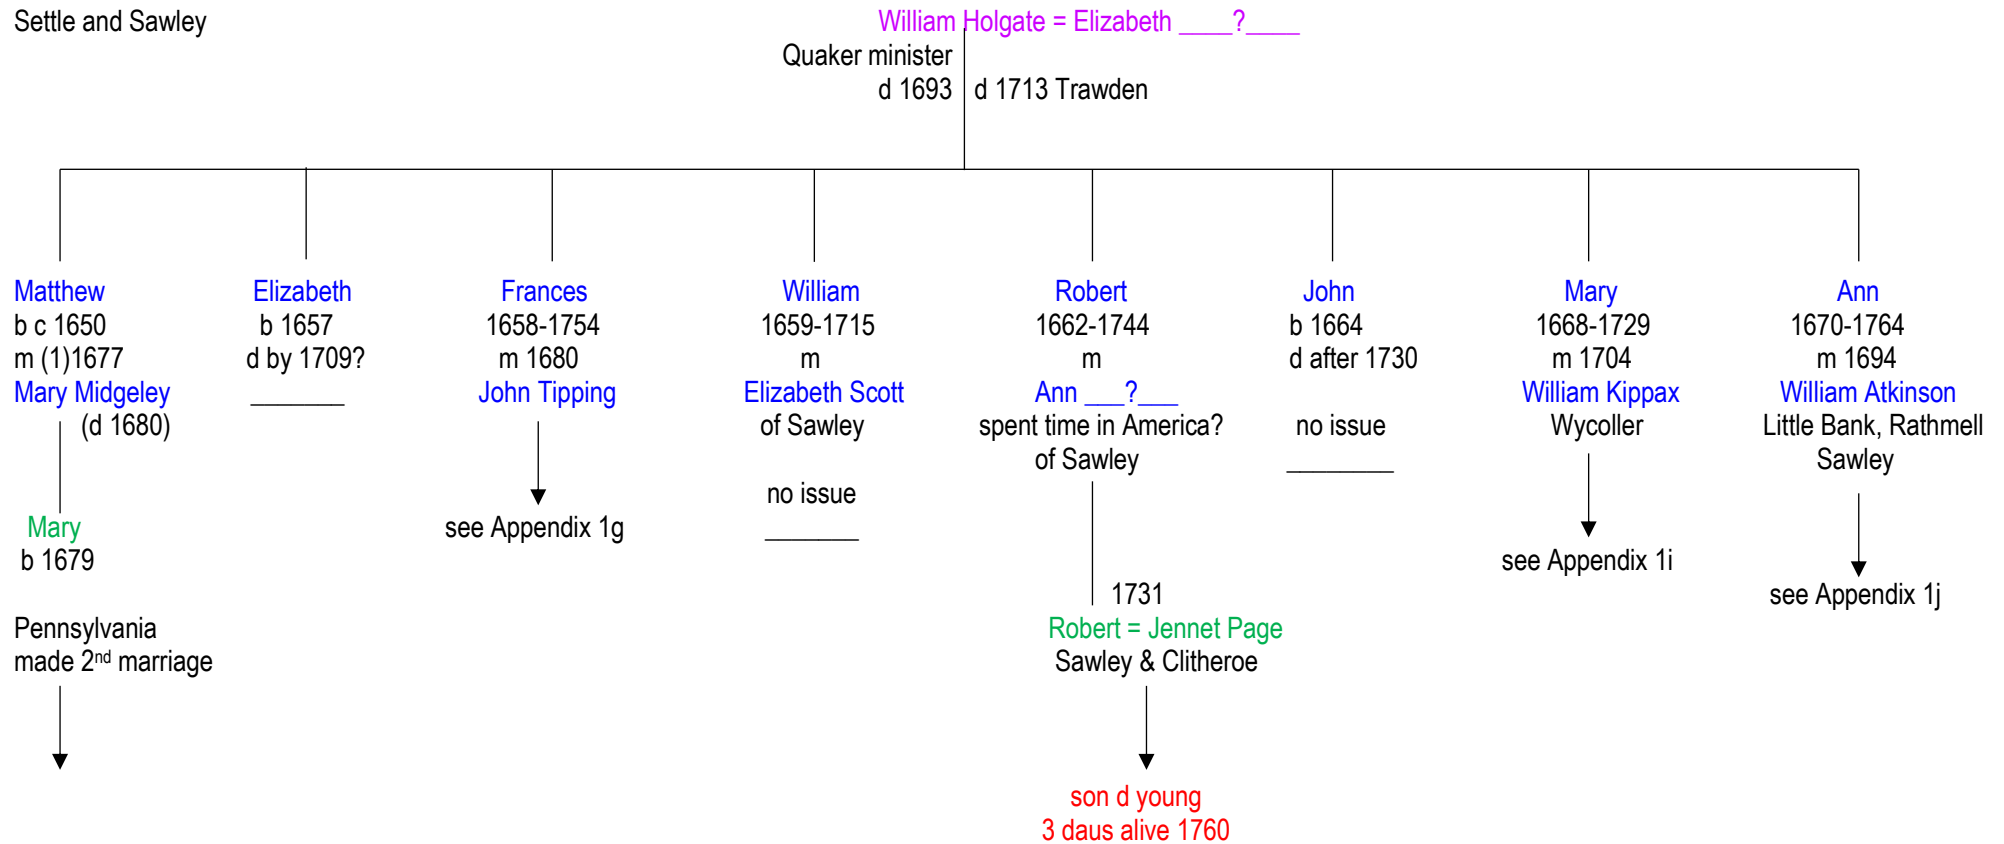 Settle and Sawley
William Holgate = Elizabeth ____?____
Quaker minister
d 1693
d 1713 Trawden
Matthew
b c 1650
m (1)1677
Mary Midgeley
(d 1680)
Mary
b 1679
Pennsylvania
made 2nd marriage
Elizabeth
b 1657
d by 1709?
_______
Frances
1658-1754
m 1680
John Tipping
see Appendix 1g
William
1659-1715
m
Elizabeth Scott
of Sawley
no issue
_______
Robert
1662-1744
m
Ann ___?___
spent time in America?
of Sawley
1731
Robert = Jennet Page
Sawley & Clitheroe
son d young
3 daus alive 1760
John
b 1664
d after 1730
no issue
________
Mary
1668-1729
m 1704
William Kippax
Wycoller
see Appendix 1i
Ann
1670-1764
m 1694
William Atkinson
Little Bank, Rathmell
Sawley
see Appendix 1j